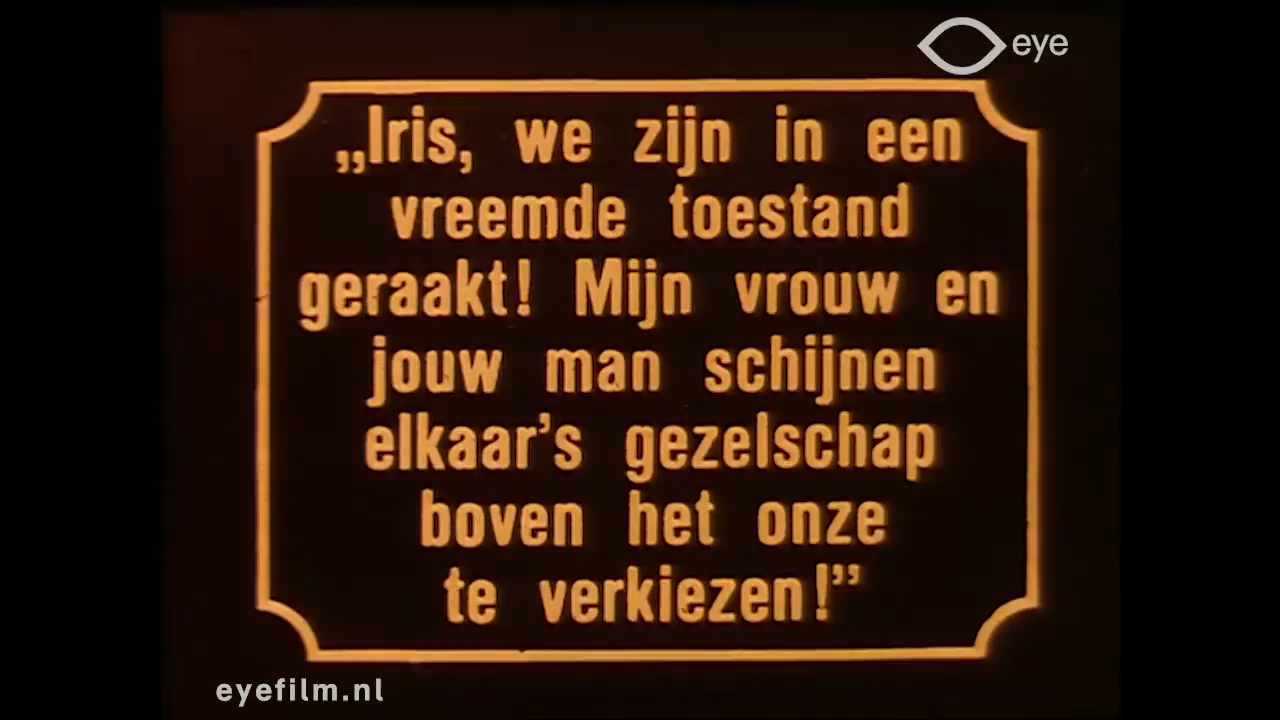 eye
„Iris, we zijn in een
vreemde toestand
geraakt! Mijn vrouw en
jouw man schijnen
elkaar’s gezelschap
boven het onze
te verkiezen!”
eyefilm.nl